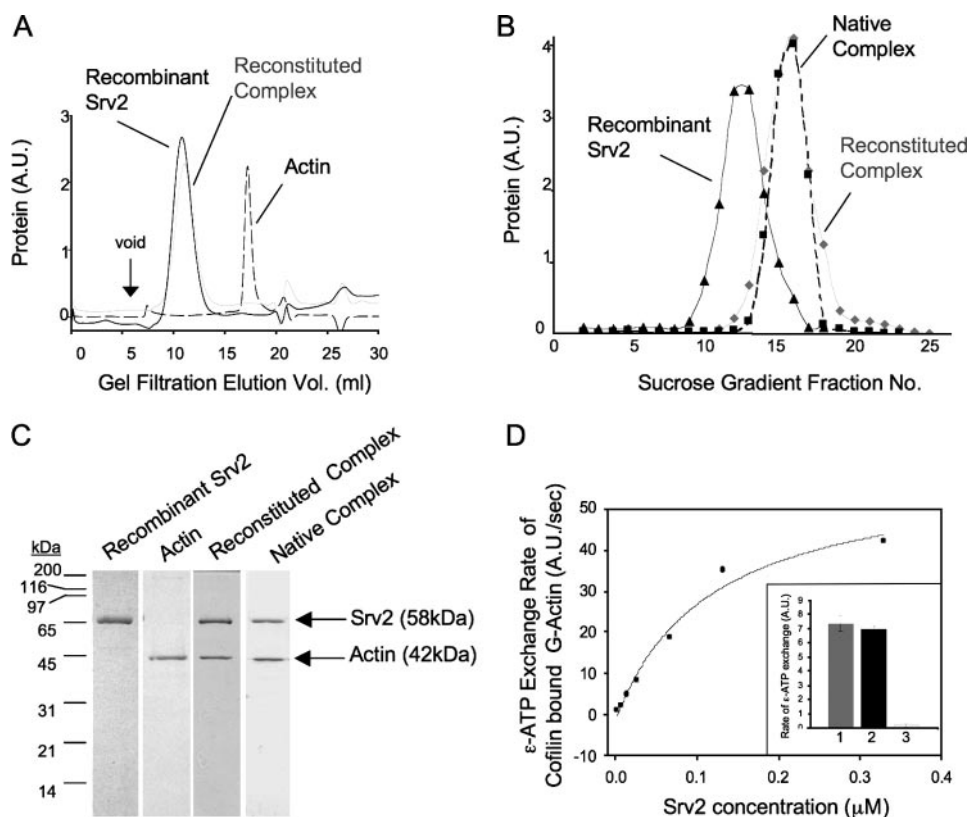 A
Recombinant
Srv2
Reconstituted
Complex
Actin
void
Protein (A.U.)
3
2
1
0
0
5
10
15
20
25
30
Gel Filtration Elution Vol. (ml)
B
Native
Complex
Recombinant
Srv2
Reconstituted
Complex
Protein (A.U.)
4
3
2
1
0
0
5
10
15
20
25
Sucrose Gradient Fraction No.
C
Recombinant Srv2
Actin
Reconstituted Complex
Native Complex
kDa
200
116
97
65
45
31
21
14
Srv2 (58kDa)
Actin (42kDa)
D
ε-ATP Exchange Rate of
Cofilin bound G-Actin (A.U./sec)
50
40
30
20
10
0
-10
0.0
0.1
0.2
0.3
0.4
Srv2 concentration (μM)
Rate of ε-ATP exchange (A.U.)
9
8
7
6
5
4
3
2
1
0
1
2
3